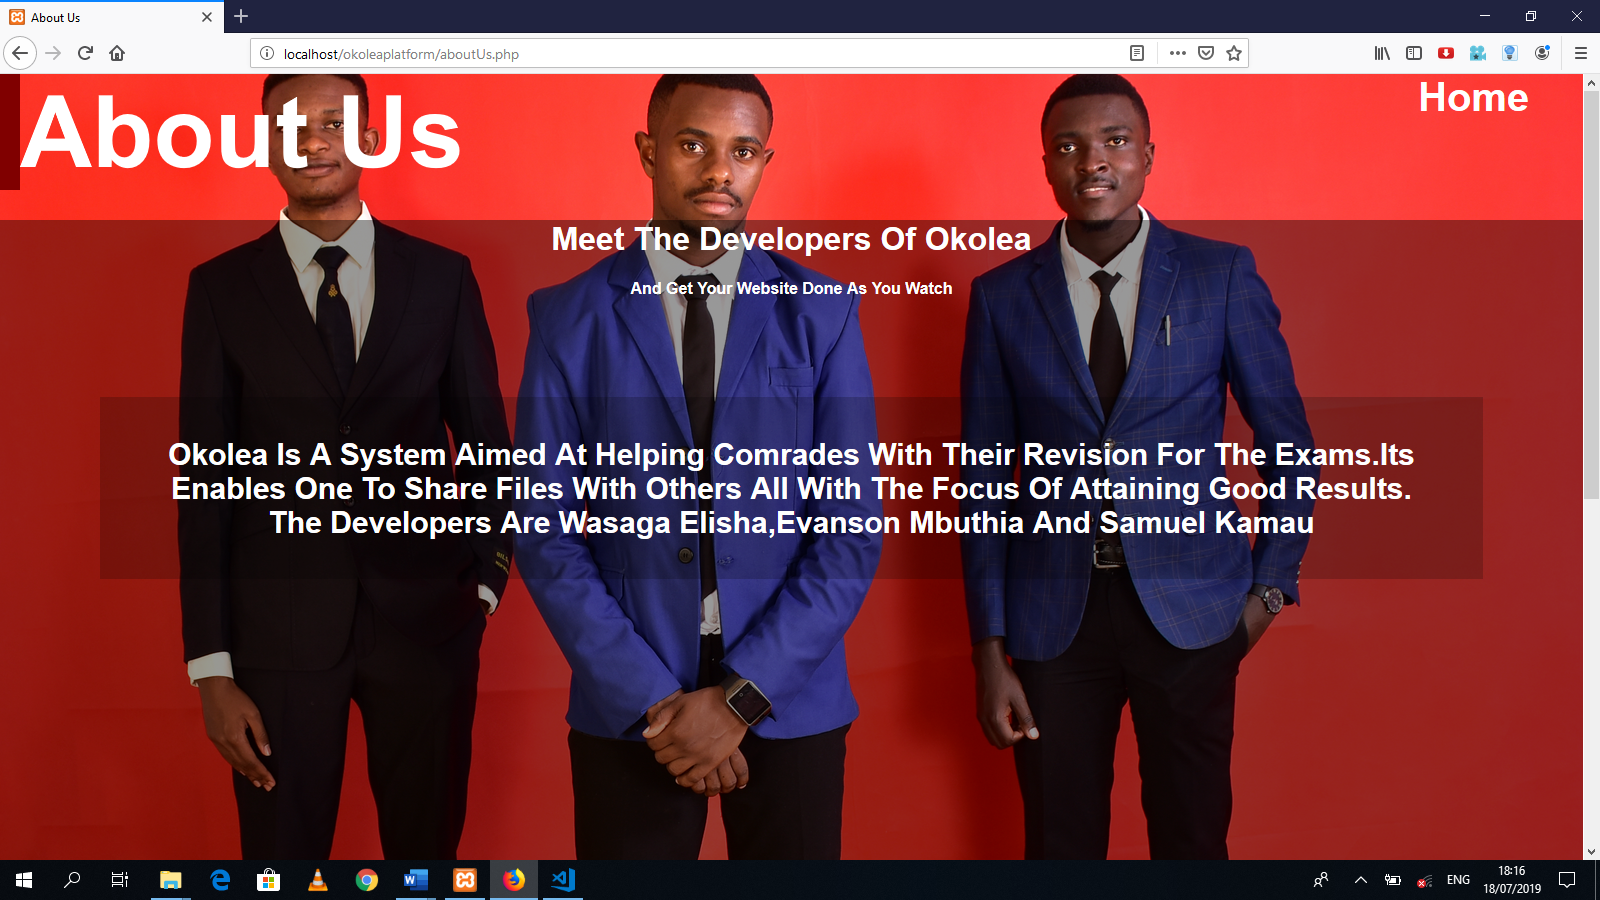 About Us
localhost/okoleaplatform/aboutUs.php
About Us
Home
Meet The Developers Of Okolea
And Get Your Website Done As You Watch
Okolea Is A System Aimed At Helping Comrades With Their Revision For The Exams.Its
Enables One To Share Files With Others All With The Focus Of Attaining Good Results.
The Developers Are Wasaga Elisha,Evanson Mbuthia And Samuel Kamau
ENG
18:16
18/07/2019